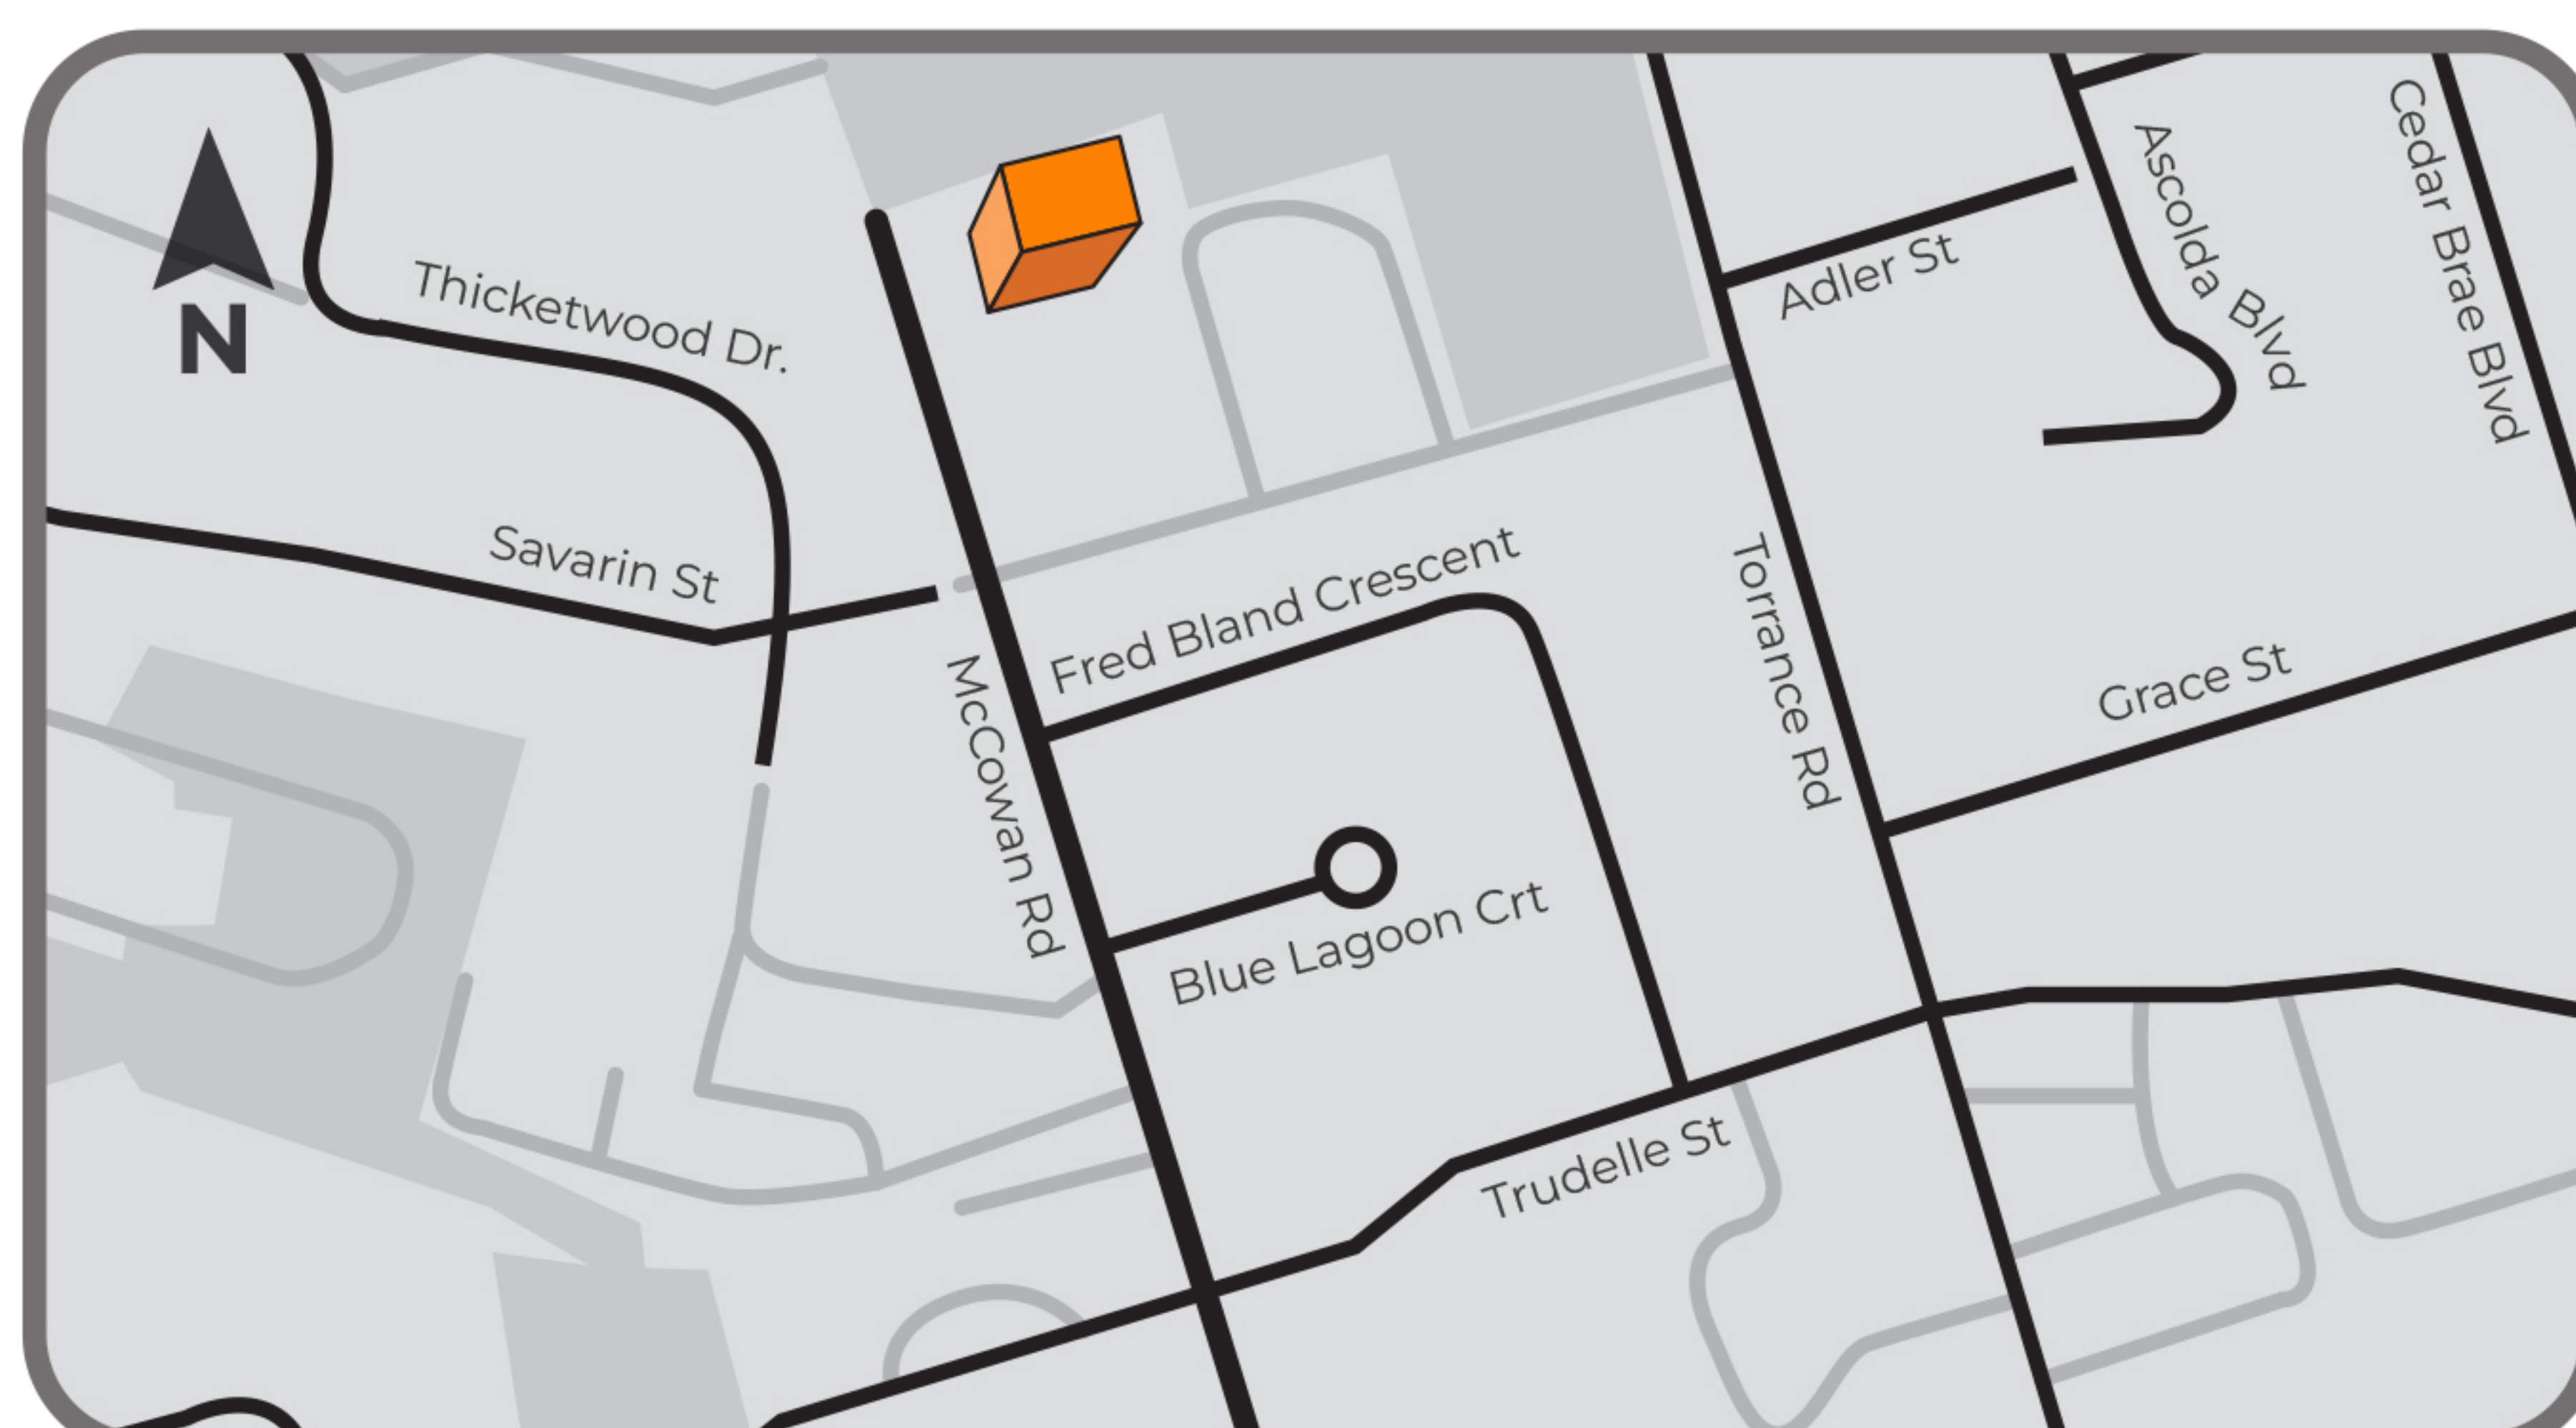 N
Thicketwood Dr.
Savarin St
McCowan Rd
Fred Bland Crescent
Blue Lagoon Crt
Trudelle St
Torrance Rd
Adler St
Ascolda Blvd
Cedar Brae Blvd
Grace St